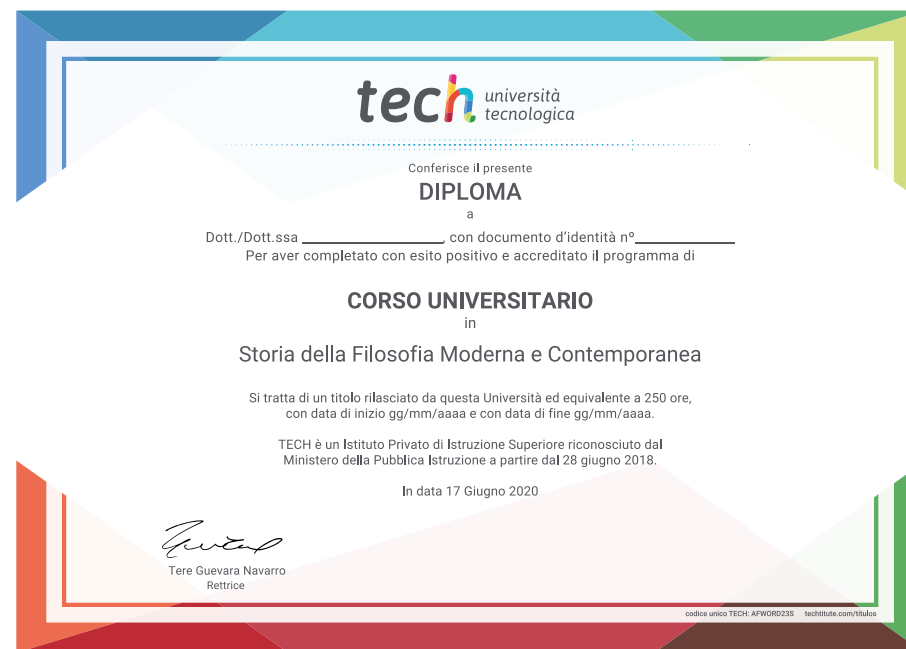 tech università
tecnologica
Conferisce il presente
DIPLOMA
a
Dott./Dott.ssa ____________________, con documento d'identità nº______________
Per aver completato con esito positivo e accreditato il programma di
CORSO UNIVERSITARIO
in
Storia della Filosofia Moderna e Contemporanea
Si tratta di un titolo rilasciato da questa Università ed equivalente a 250 ore,
con data di inizio gg/mm/aaaa e con data di fine gg/mm/aaaa.
TECH è un Istituto Privato di Istruzione Superiore riconosciuto dal
Ministero della Pubblica Istruzione a partire dal 28 giugno 2018.
In data 17 Giugno 2020
Tere Guevara Navarro
Rettrice
codice unico TECH: AFWORD23S techtitute.com/titulos